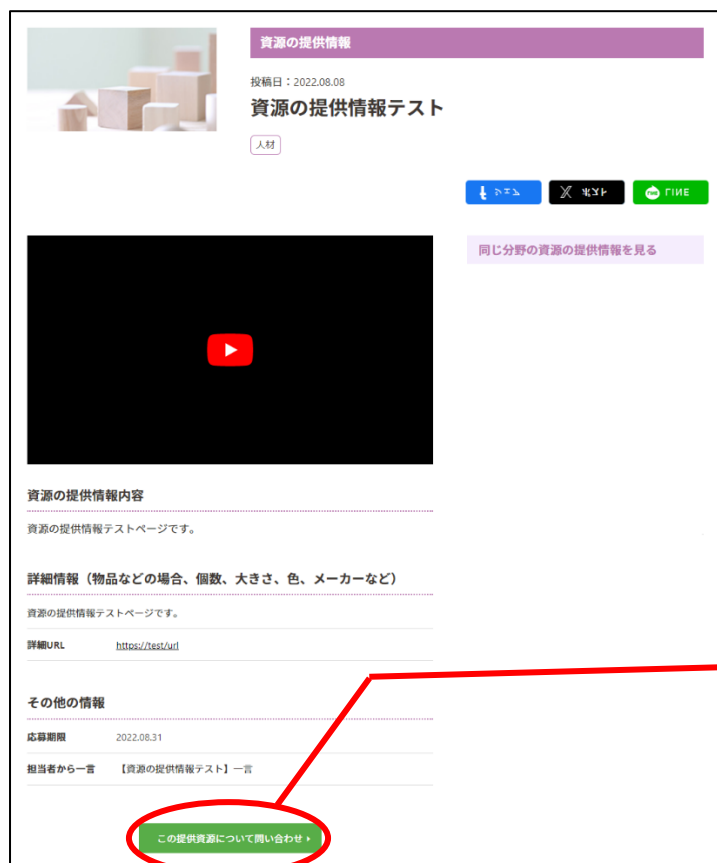 資源の提供情報
投稿日：2022.08.08
資源の提供情報テスト
人材
シェア
ポスト
LINE
同じ分野の資源の提供情報を見る
資源の提供情報内容
資源の提供情報テストページです。
詳細情報（物品などの場合、個数、大きさ、色、メーカーなど）
資源の提供情報テストページです。
詳細URL https://test/url
その他の情報
応募期限 2022.08.31
担当者から一言 【資源の提供情報テスト】一言
この提供資源について問い合わせ